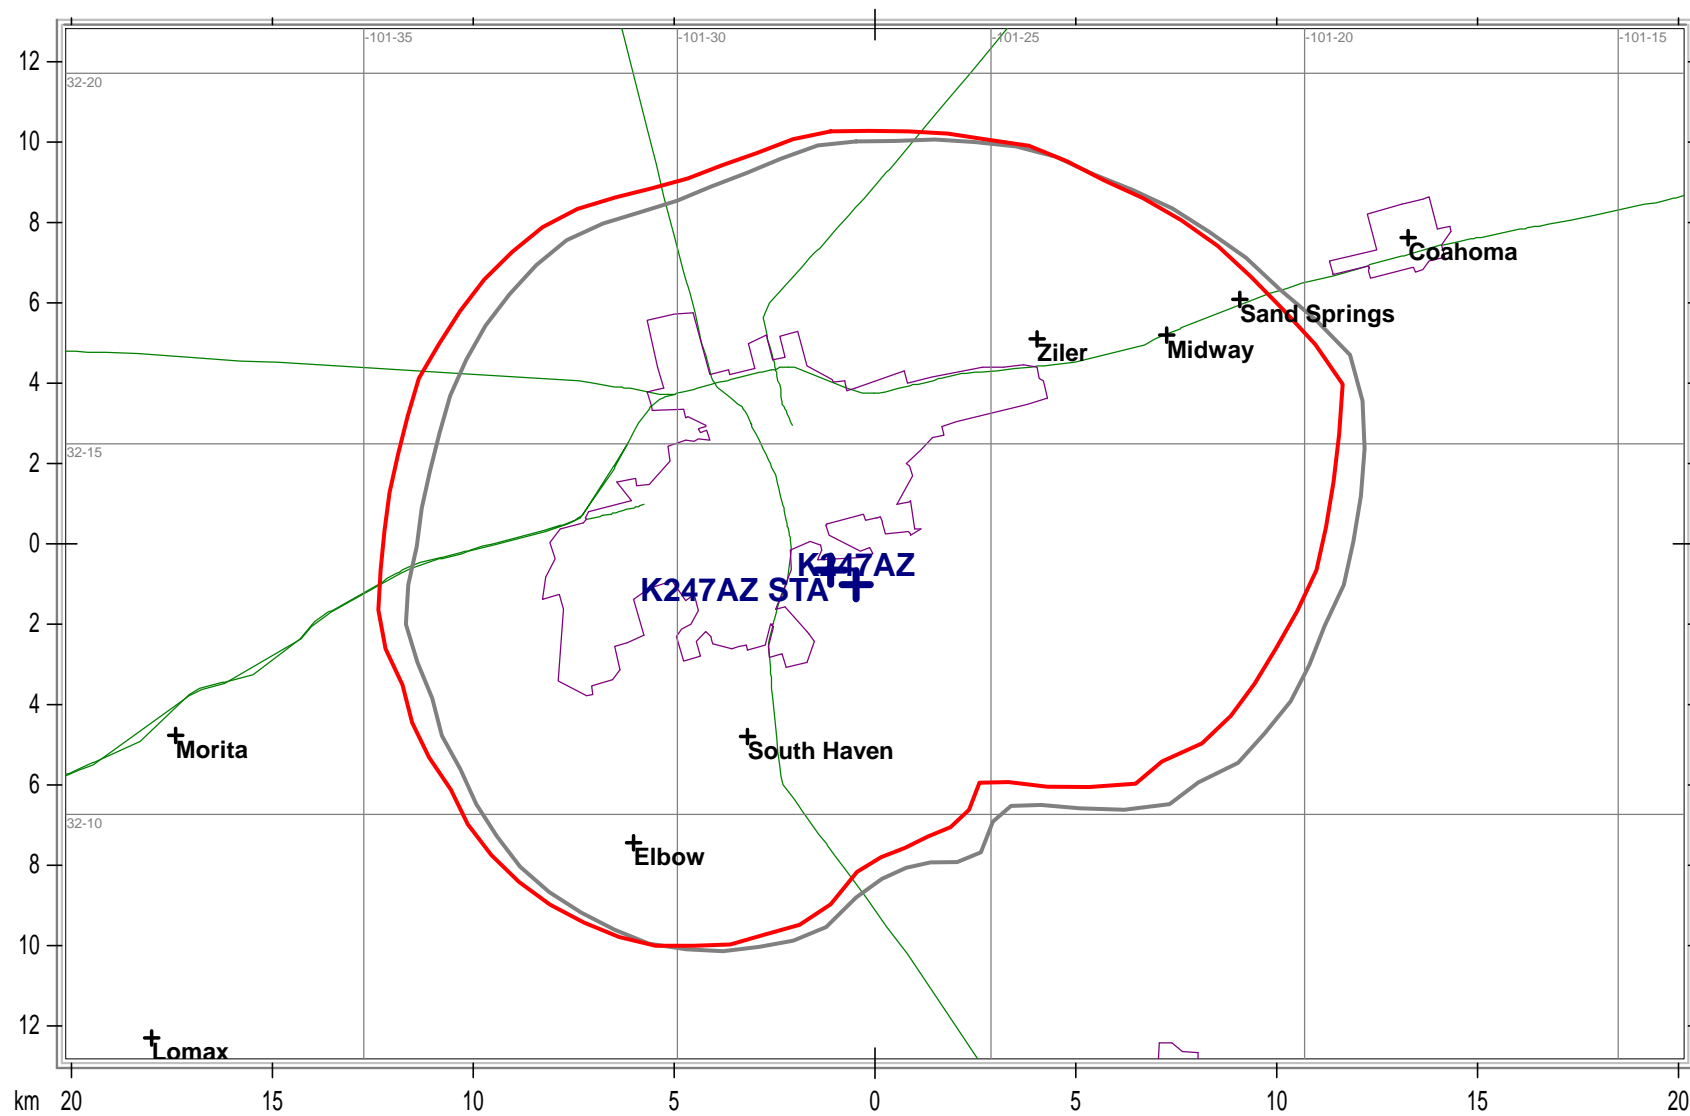 -101-35 -101-30 -101-25 -101-20 -101-15
12
32-20
10
8
Coahoma
6
Sand Springs
Ziler
Midway
4
32-15
2
0
K247AZ
K247AZ STA
2
4
Morita
South Haven
6
32-10
Elbow
8
10
12
Lomax
km 20 15 10 5 0 5 10 15 20